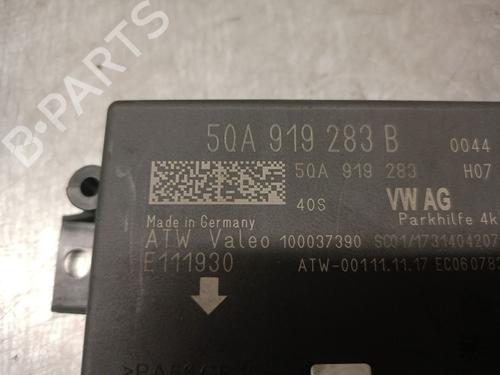 B-PARTS
5QA 919 283 B 0044
5QA 919 283 H07
40S VW AG
Made in Germany Parkhilfe 4k
ATW Valeo 100037390 SC01/1731404207
E111930 ATW-00111.11.17 EC060783